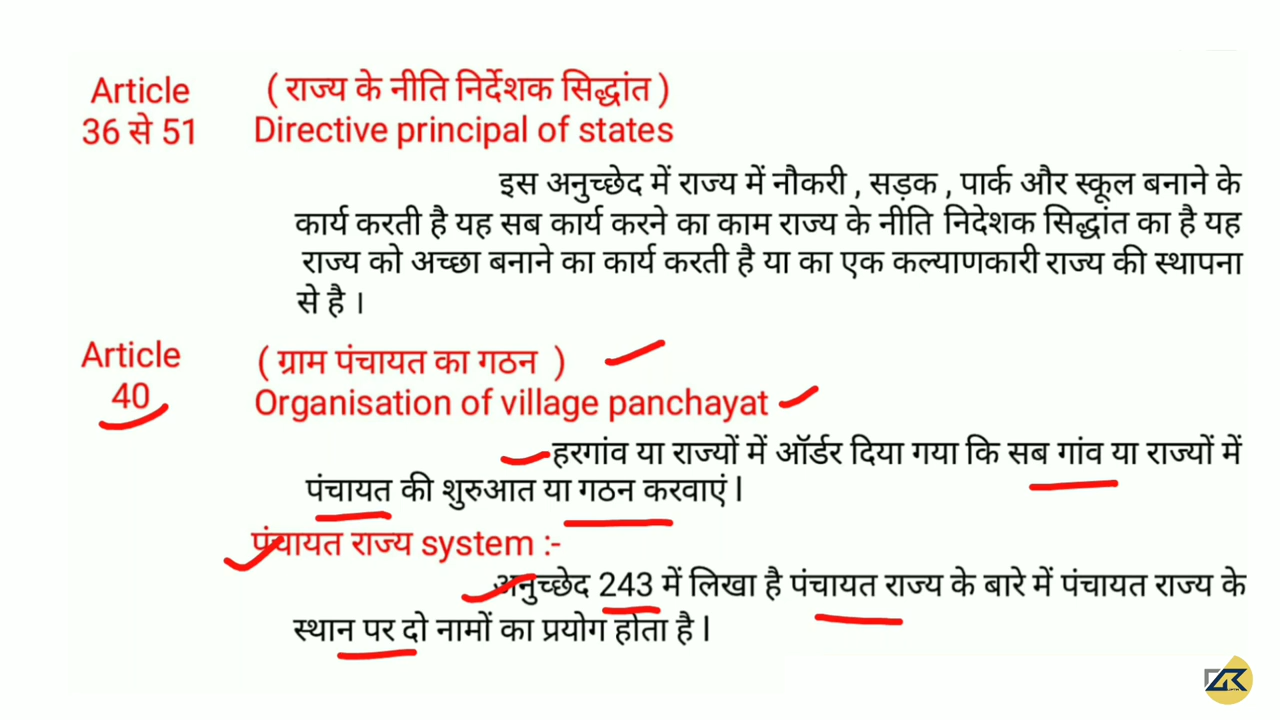 Article ( राज्य के नीति निर्देशक सिद्धांत )
36 से 51 Directive principal of states
इस अनुच्छेद में राज्य में नौकरी , सड़क , पार्क और स्कूल बनाने के
कार्य करती है यह सब कार्य करने का काम राज्य के नीति निदेशक सिद्धांत का है यह
राज्य को अच्छा बनाने का कार्य करती है या का एक कल्याणकारी राज्य की स्थापना
से है ।
Article ( ग्राम पंचायत का गठन )
40 Organisation of village panchayat
हरगांव या राज्यों में ऑर्डर दिया गया कि सब गांव या राज्यों में
पंचायत की शुरुआत या गठन करवाएं l
पंचायत राज्य system :-
अनुच्छेद 243 में लिखा है पंचायत राज्य के बारे में पंचायत राज्य के
स्थान पर दो नामों का प्रयोग होता है l